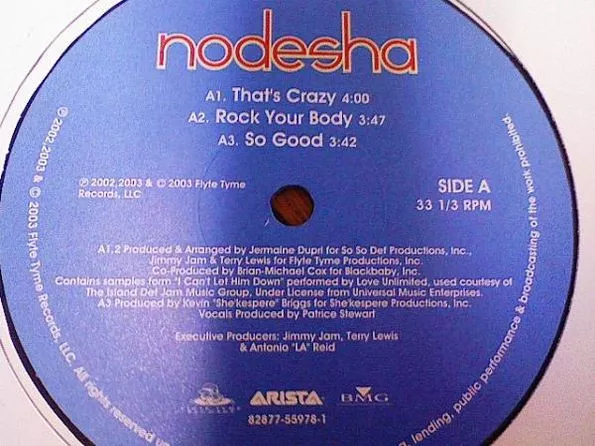 nodesha
A1. That's Crazy 4:00
A2. Rock Your Body 3:47
A3. So Good 3:42
℗ 2002,2003 & © 2003 Flyte Tyme
Records, LLC
SIDE A
33 1/3 RPM
A1,2 Produced & Arranged by Jermaine Dupri for So So Def Productions, Inc.,
Jimmy Jam & Terry Lewis for Flyte Tyme Productions, Inc.
Co-Produced by Brian-Michael Cox for Blackbaby, Inc.
Contains samples form "I Can't Let Him Down" performed by Love Unlimited, used courtesy of
The Island Def Jam Music Group, Under License from Universal Music Enterprises.
A3 Produced by Kevin "She'kespere" Briggs for She'kespere Productions, Inc.
Vocals Produced by Patrice Stewart
Executive Producers: Jimmy Jam, Terry Lewis
& Antonio "LA" Reid
ARISTA
BMG
82877-55978-1
℗ 2002,2003 & © 2003 Flyte Tyme Records, LLC. All rights reserved
lending, public performance & broadcasting of the work prohibited.